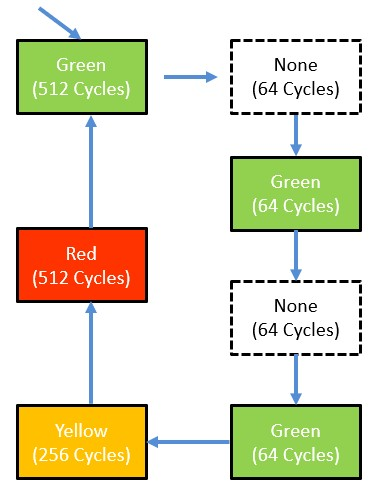 Green
(512 Cycles)
None
(64 Cycles)
Green
(64 Cycles)
None
(64 Cycles)
Green
(64 Cycles)
Yellow
(256 Cycles)
Red
(512 Cycles)